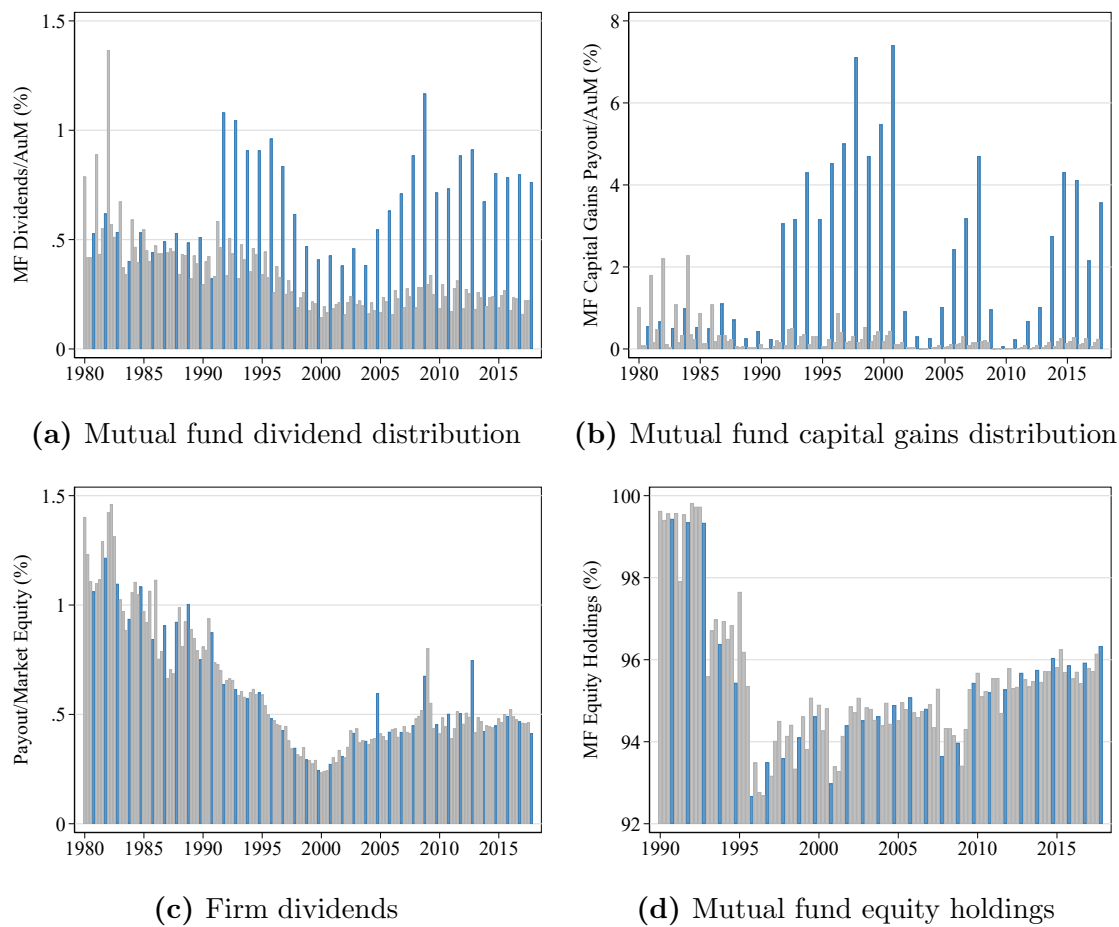 MF Dividends/AuM (%)
1.5
1
.5
0
1980 1985 1990 1995 2000 2005 2010 2015
(a) Mutual fund dividend distribution
MF Capital Gains Payout/AuM (%)
8
6
4
2
0
1980 1985 1990 1995 2000 2005 2010 2015
(b) Mutual fund capital gains distribution
Payout/Market Equity (%)
1.5
1
.5
0
1980 1985 1990 1995 2000 2005 2010 2015
(c) Firm dividends
MF Equity Holdings (%)
100
98
96
94
92
1990 1995 2000 2005 2010 2015
(d) Mutual fund equity holdings